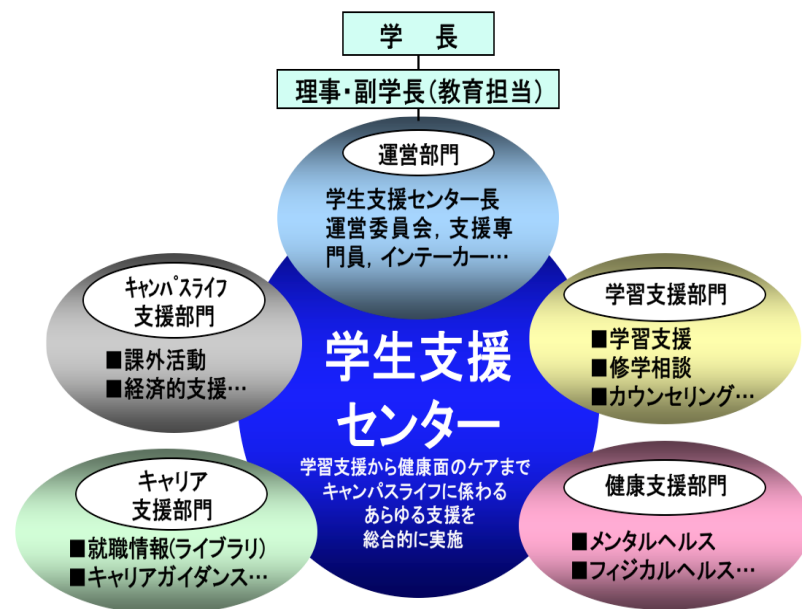 学　長
理事・副学長(教育担当)
運営部門
学生支援センター長
運営委員会，支援専
門員，インテーカー…
キャンパスライフ
支援部門
■課外活動
■経済的支援…
学習支援部門
■学習支援
■修学相談
■カウンセリング…
学生支援
センター
学習支援から健康面のケアまで
キャンパスライフに係わる
あらゆる支援を
総合的に実施
キャリア
支援部門
■就職情報(ライブラリ)
■キャリアガイダンス…
健康支援部門
■メンタルヘルス
■フィジカルヘルス…